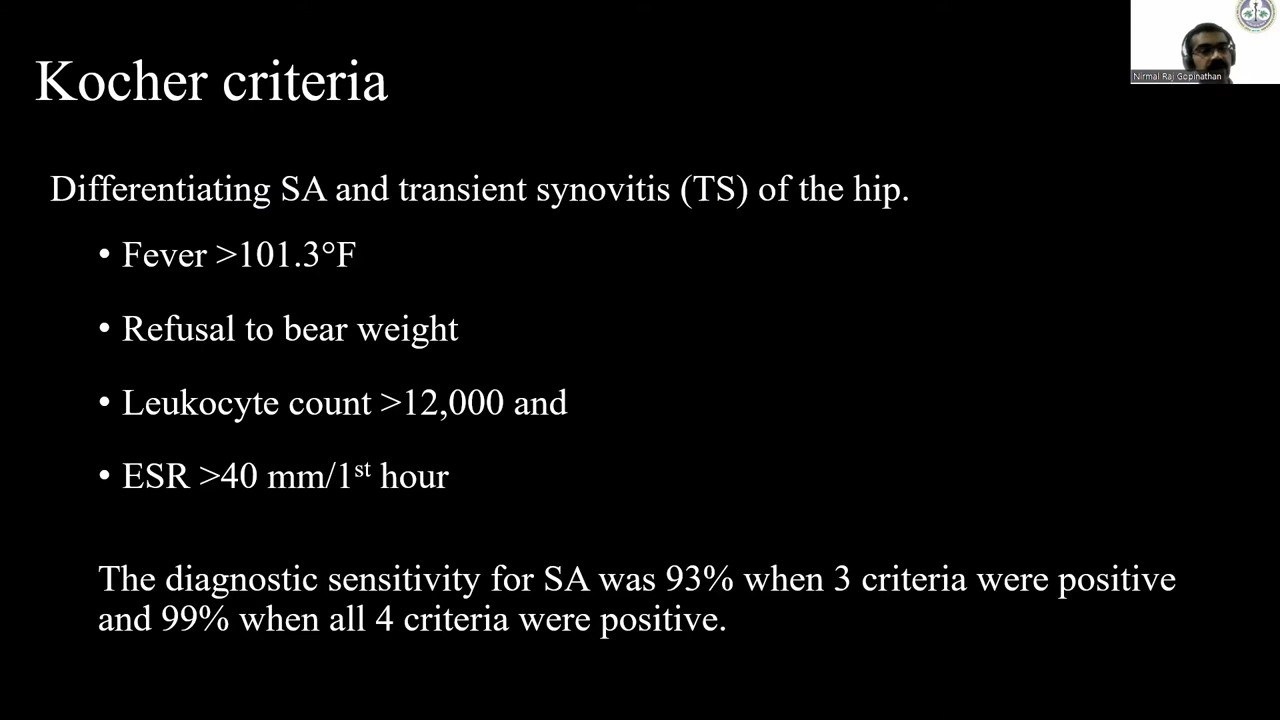 Kocher criteria
Nirmal Raj Gopinathan
Differentiating SA and transient synovitis (TS) of the hip.
• Fever >101.3°F
• Refusal to bear weight
• Leukocyte count >12,000 and
• ESR >40 mm/1st hour
The diagnostic sensitivity for SA was 93% when 3 criteria were positive
and 99% when all 4 criteria were positive.